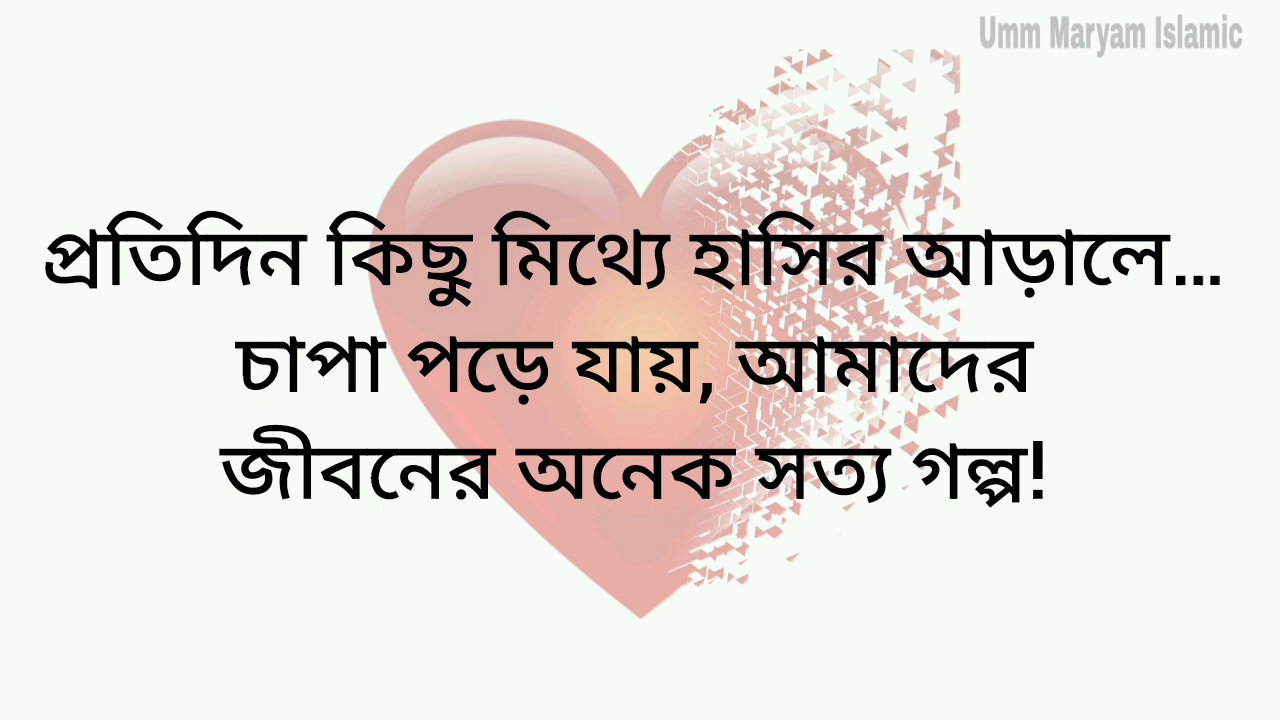 Umm Maryam Islamic
প্রতিদিন কিছু মিথ্যে হাসির আড়ালে...
চাপা পড়ে যায়, আমাদের
জীবনের অনেক সত্য গল্প!